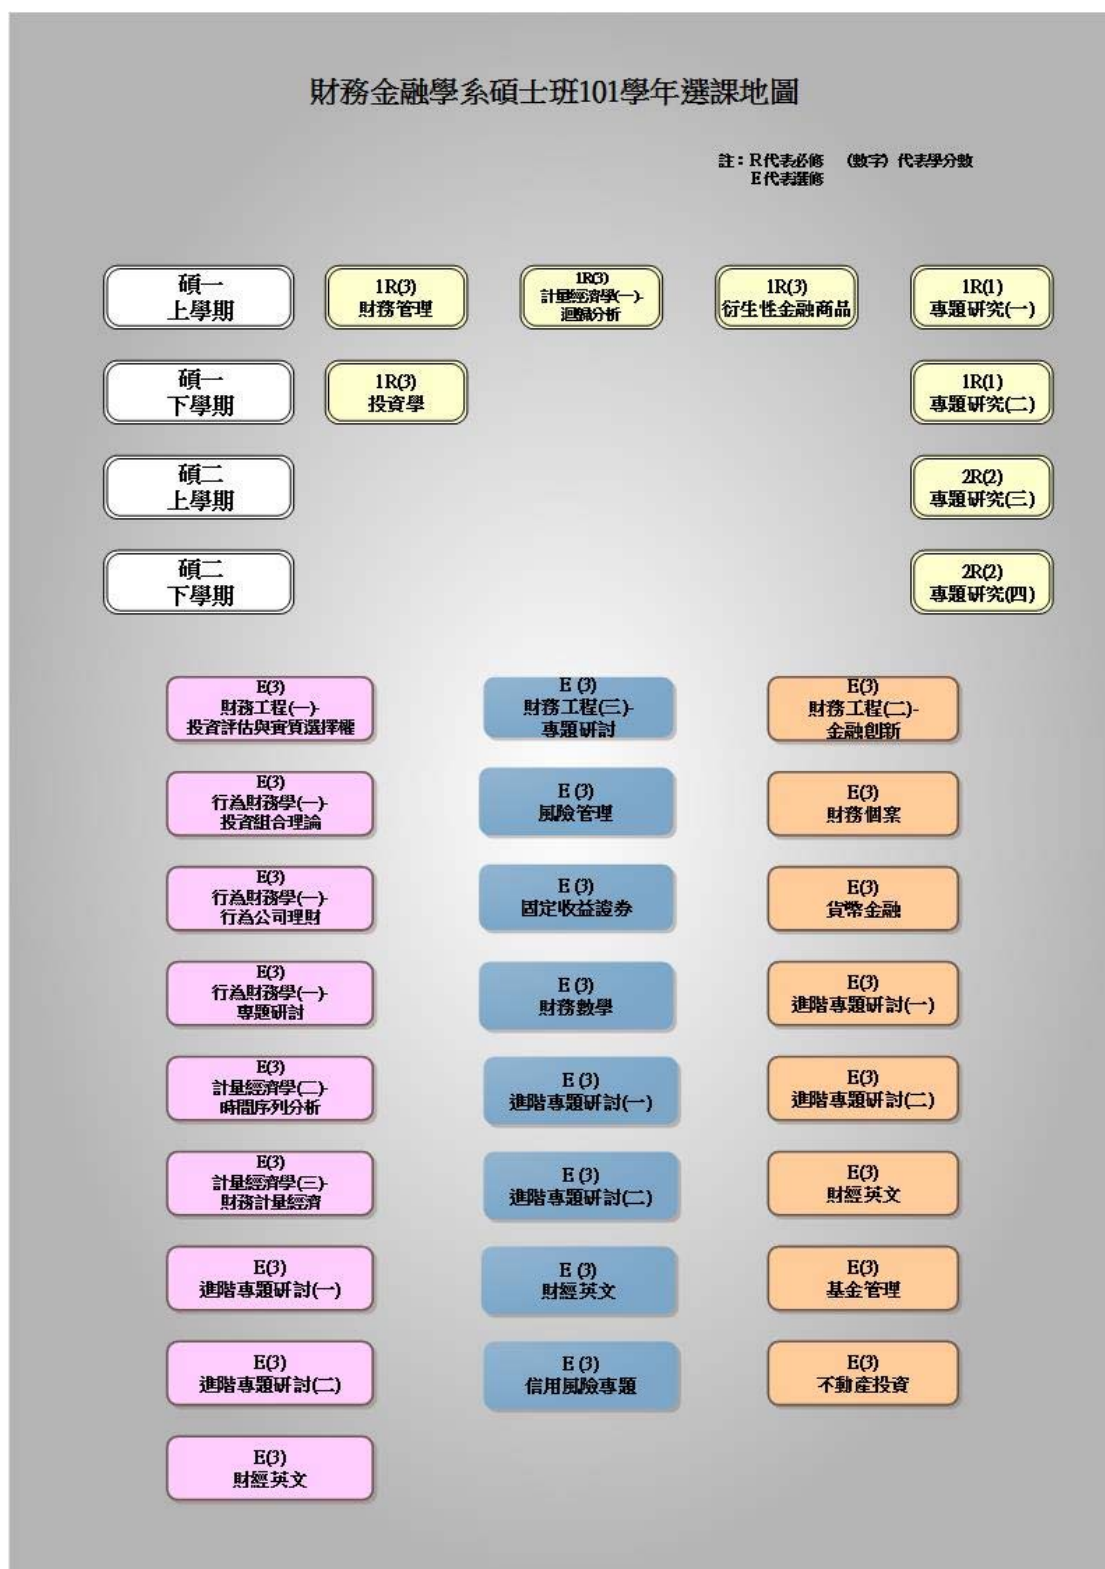 財務金融學系碩士班101學年選課地圖
註：R代表必修 (數字) 代表學分數
E代表選修
碩一
上學期
1R(3)
財務管理
1R(3)
計量經濟學(一)-
迴歸分析
1R(3)
衍生性金融商品
1R(1)
專題研究(一)
碩一
下學期
1R(3)
投資學
1R(1)
專題研究(二)
碩二
上學期
2R(2)
專題研究(三)
碩二
下學期
2R(2)
專題研究(四)
E(3)
財務工程(一)-
投資評估與實質選擇權
E (3)
財務工程(三)-
專題研討
E(3)
財務工程(二)-
金融創新
E(3)
行為財務學(一)-
投資組合理論
E (3)
風險管理
E(3)
財務個案
E(3)
行為財務學(一)-
行為公司理財
E (3)
固定收益證券
E(3)
貨幣金融
E(3)
行為財務學(一)-
專題研討
E (3)
財務數學
E(3)
進階專題研討(一)
E(3)
計量經濟學(二)-
時間序列分析
E (3)
進階專題研討(一)
E(3)
進階專題研討(二)
E(3)
計量經濟學(三)-
財務計量經濟
E (3)
進階專題研討(二)
E(3)
財經英文
E(3)
進階專題研討(一)
E (3)
財經英文
E(3)
基金管理
E(3)
進階專題研討(二)
E (3)
信用風險專題
E(3)
不動產投資
E(3)
財經英文